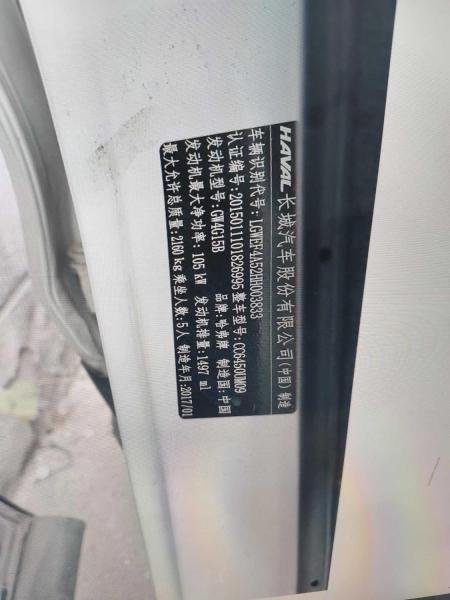 HAVAL 长城汽车股份有限公司(中国)制造
车辆识别代号: LGWEF4A52HH003833
认证编号: 2015011101826995 整车型号: CC6450UM09
发动机型号: GW4G15B 品牌: 哈弗牌 制造国: 中国
发动机最大净功率: 105 kW 发动机排量: 1497 ml
最大允许总质量: 2160 kg 乘坐人数: 5人 制造年月: 2017/01